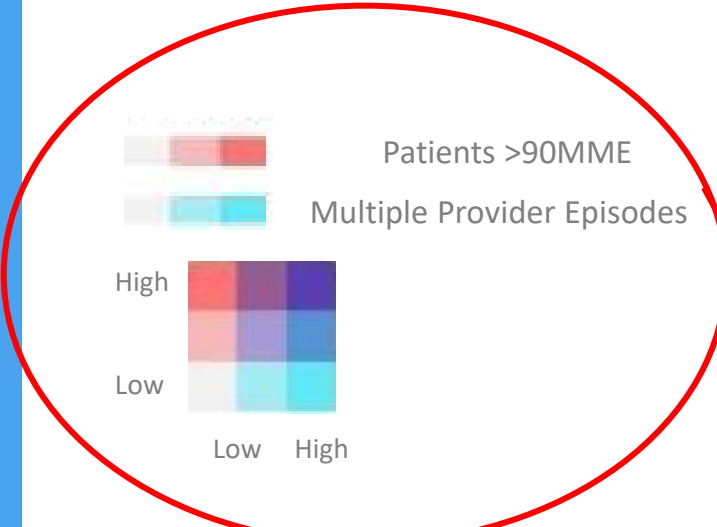 Patients >90MME
Multiple Provider Episodes
High
Low
Low High